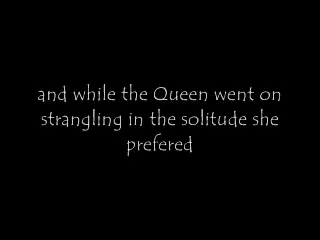 and while the Queen went on
strangling in the solitude she
prefered